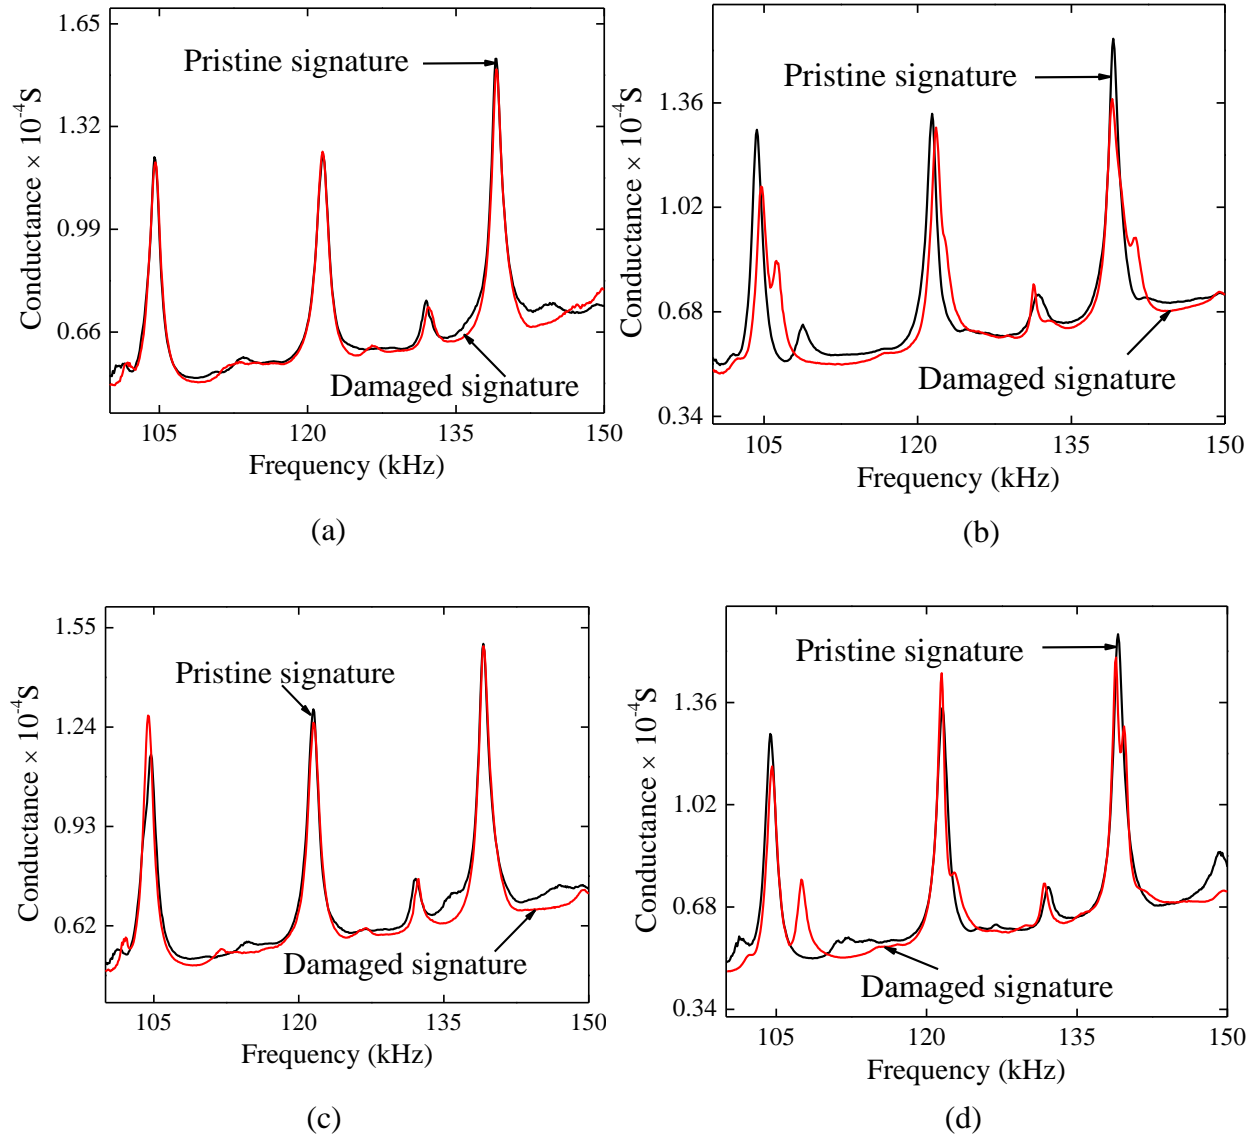 1.65
1.32
0.99
0.66
Conductance × 10⁻⁴S
Pristine signature
Damaged signature
105 120 135 150
Frequency (kHz)
(a)
1.36
1.02
0.68
0.34
Conductance × 10⁻⁴S
Pristine signature
Damaged signature
105 120 135 150
Frequency (kHz)
(b)
1.55
1.24
0.93
0.62
Conductance × 10⁻⁴S
Pristine signature
Damaged signature
105 120 135 150
Frequency (kHz)
(c)
1.36
1.02
0.68
0.34
Conductance × 10⁻⁴S
Pristine signature
Damaged signature
105 120 135 150
Frequency (kHz)
(d)